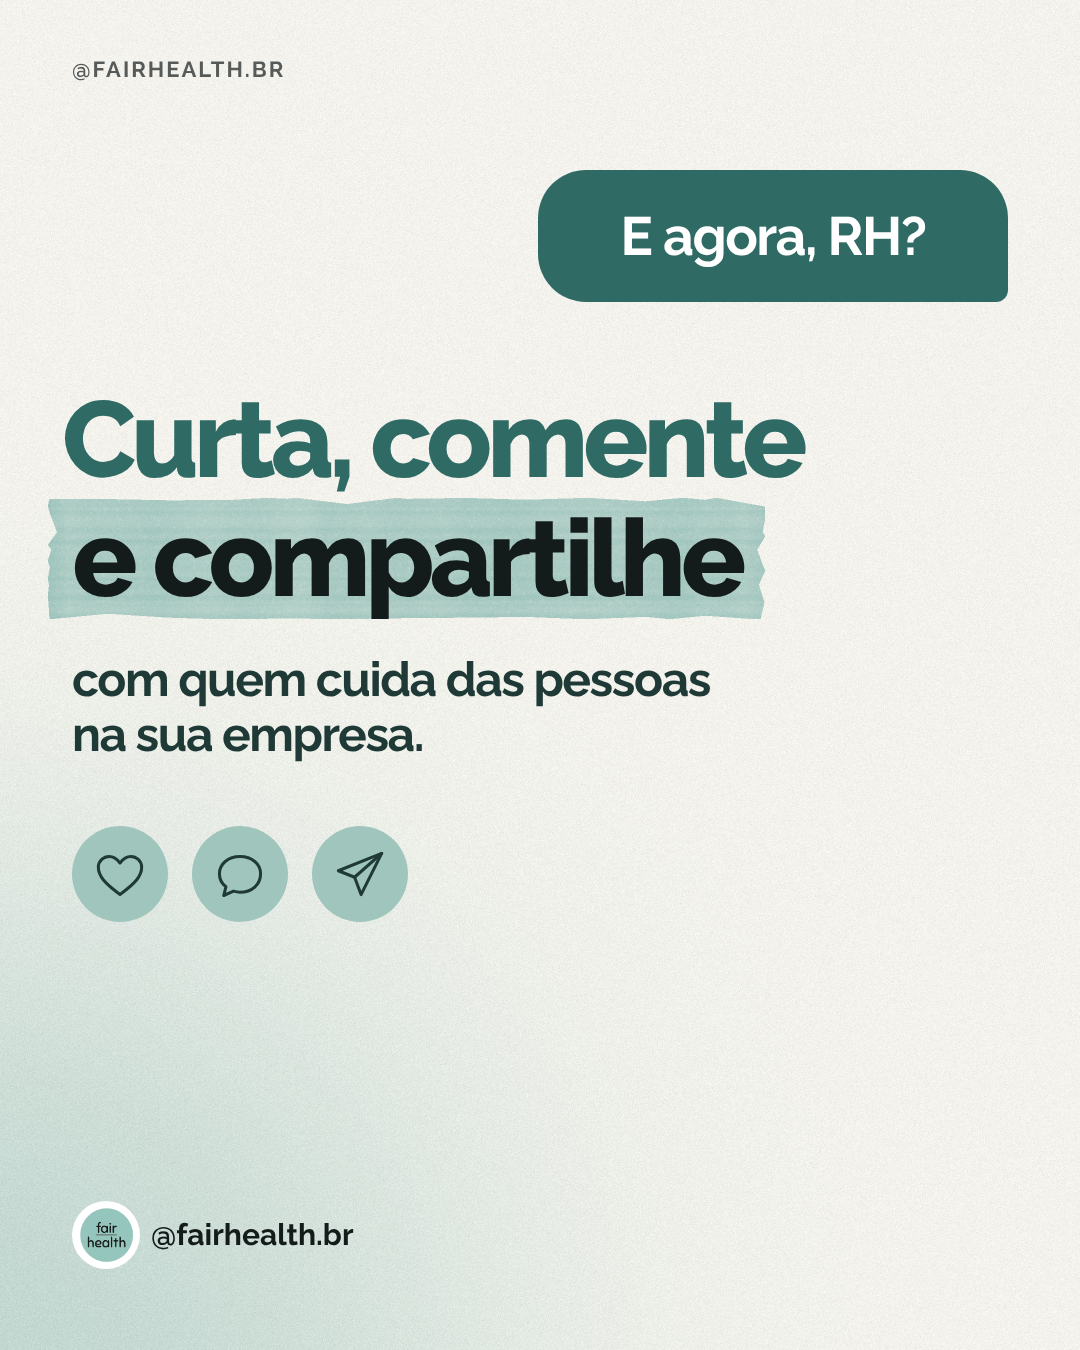 @FAIRHEALTH.BR
E agora, RH?
Curta, comente
e compartilhe
com quem cuida das pessoas
na sua empresa.
fair
health
@fairhealth.br